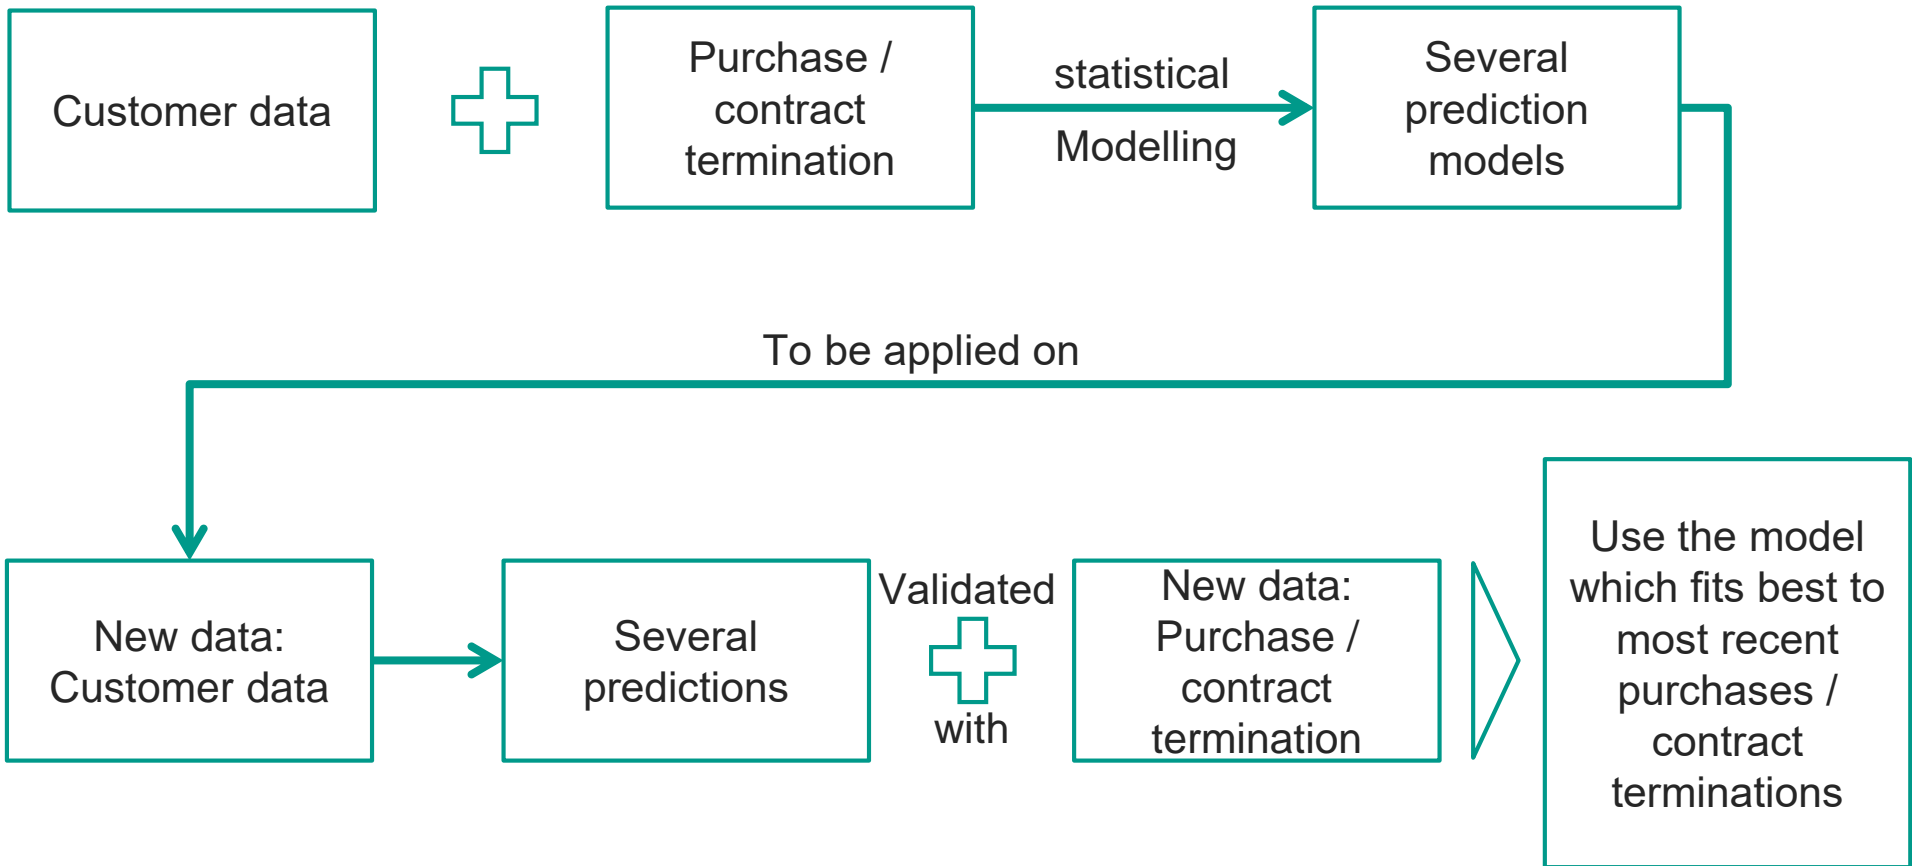 Customer data
Purchase /
contract
termination
statistical
Modelling
Several
prediction
models
To be applied on
New data:
Customer data
Several
predictions
Validated
with
New data:
Purchase /
contract
termination
Use the model
which fits best to
most recent
purchases /
contract
terminations